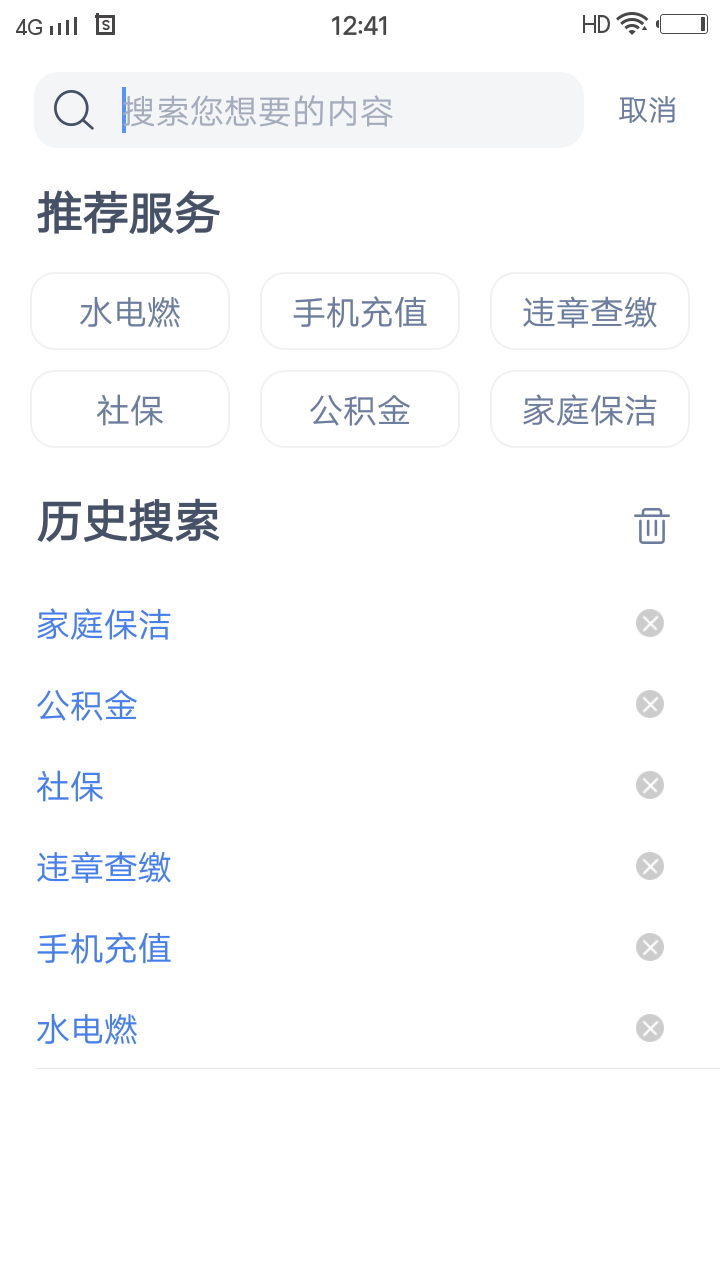 4G S 12:41 HD
搜索您想要的内容 取消
推荐服务
水电燃 手机充值 违章查缴
社保 公积金 家庭保洁
历史搜索
家庭保洁
公积金
社保
违章查缴
手机充值
水电燃